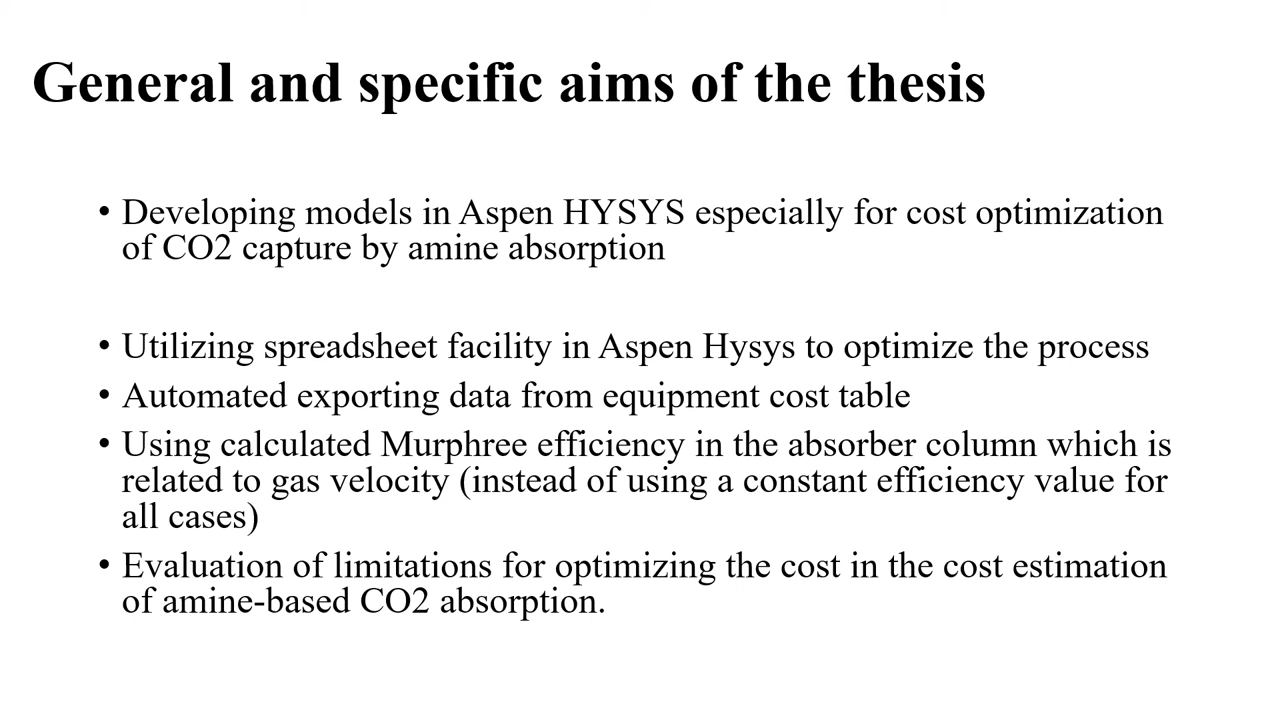 General and specific aims of the thesis
• Developing models in Aspen HYSYS especially for cost optimization
of CO2 capture by amine absorption
• Utilizing spreadsheet facility in Aspen Hysys to optimize the process
• Automated exporting data from equipment cost table
• Using calculated Murphree efficiency in the absorber column which is
related to gas velocity (instead of using a constant efficiency value for
all cases)
• Evaluation of limitations for optimizing the cost in the cost estimation
of amine-based CO2 absorption.